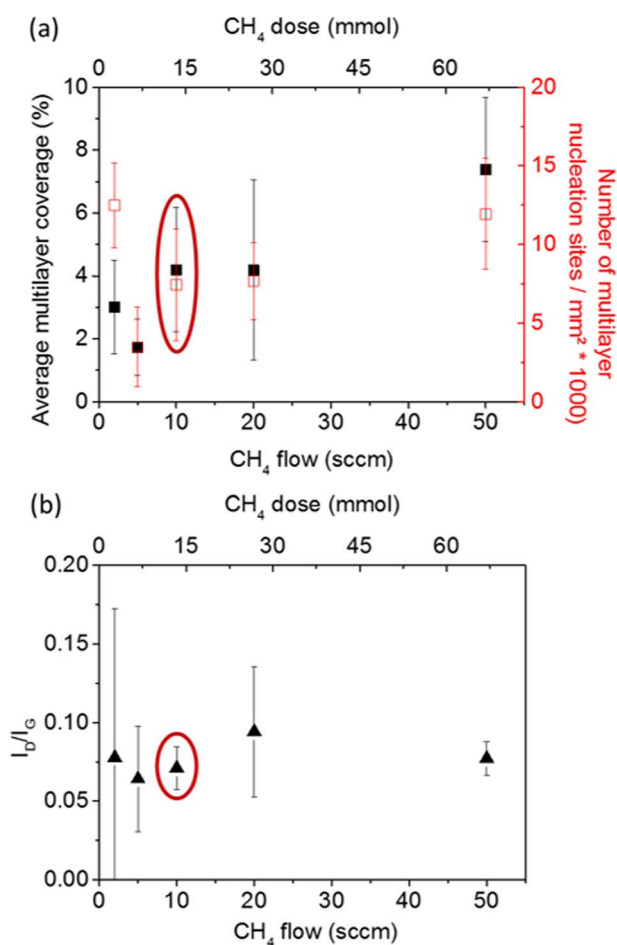 (a)
CH₄ dose (mmol)
0 15 30 45 60
Average multilayer coverage (%)
10
8
6
4
2
0
20
15
10
5
0
Number of multilayer
nucleation sites / mm² * 1000)
0 10 20 30 40 50
CH₄ flow (sccm)
(b)
CH₄ dose (mmol)
0 15 30 45 60
I_D/I_G
0.20
0.15
0.10
0.05
0.00
0 10 20 30 40 50
CH₄ flow (sccm)